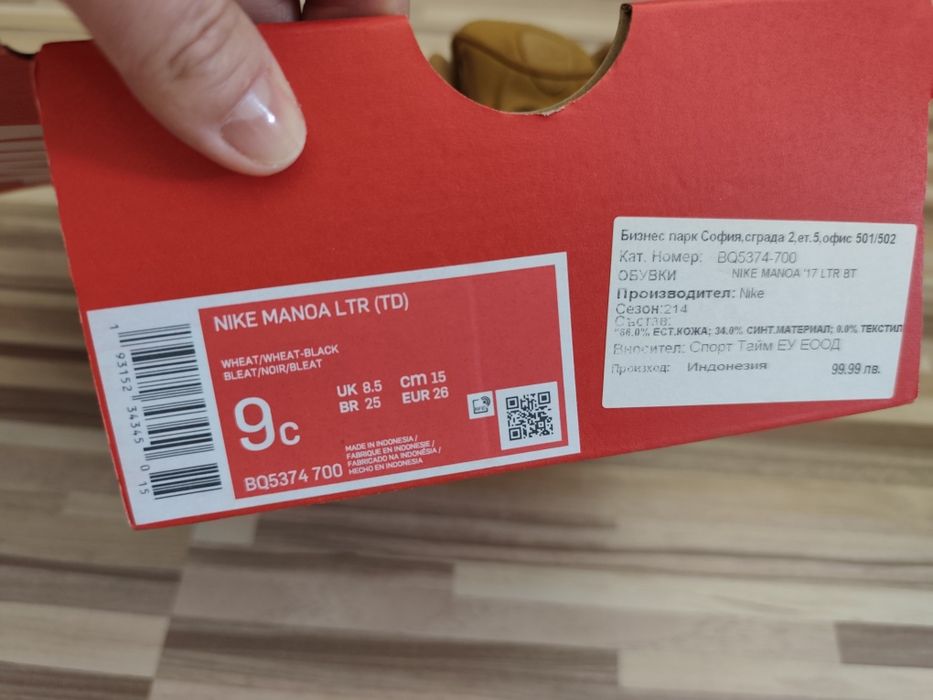 NIKE MANOA LTR (TD)
WHEAT/WHEAT-BLACK
BLEAT/NOIR/BLEAT
9c
UK 8.5 cm 15
BR 25 EUR 26
BQ5374 700
MADE IN INDONESIA /
FABRIQUE EN INDONESIE /
FABRICADO NA INDONÉSIA /
HECHO EN INDONESIA
1 93152 34345 0 15
Бизнес парк София,сграда 2,ет.5,офис 501/502
Кат. Номер: BQ5374-700
ОБУВКИ NIKE MANOA '17 LTR BT
Производител: Nike
Сезон:214
Състав:
*66.0% ЕСТ.КОЖА; 34.0% СИНТ.МАТЕРИАЛ; 0.0% ТЕКСТИЛ
Вносител: Спорт Тайм ЕУ ЕООД
Произход: Индонезия 99.99 лв.